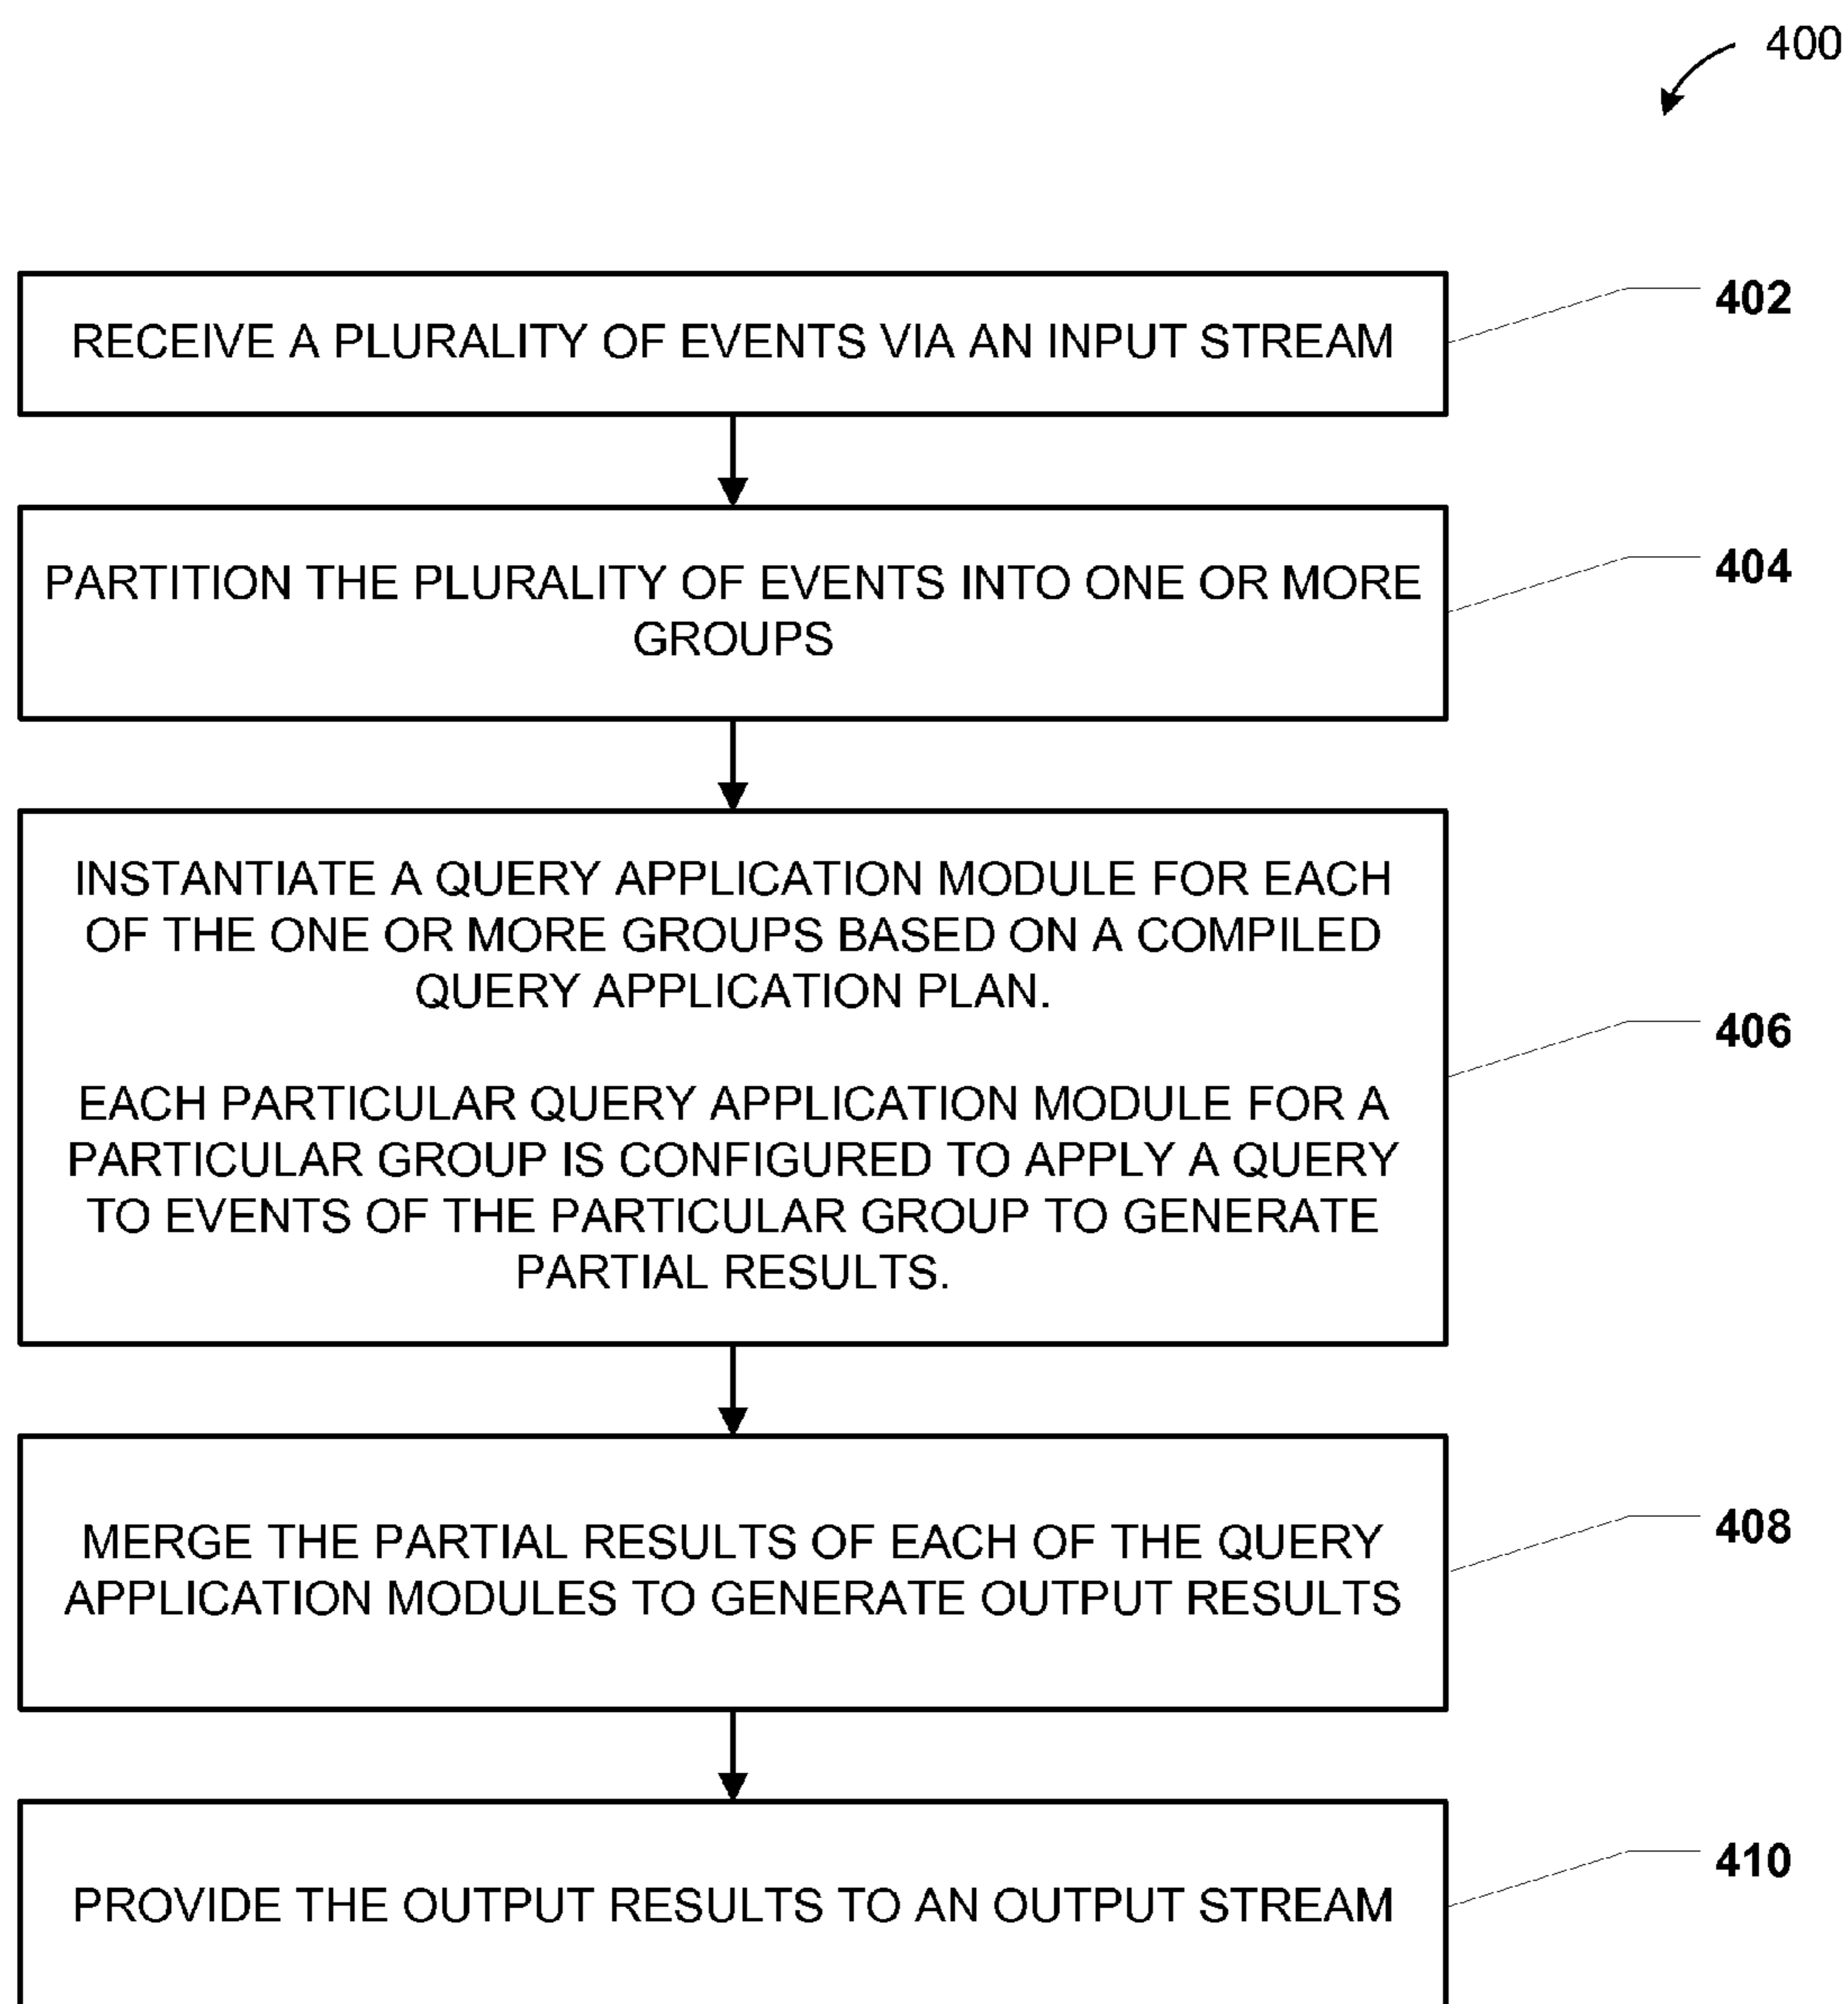 400
RECEIVE A PLURALITY OF EVENTS VIA AN INPUT STREAM
402
PARTITION THE PLURALITY OF EVENTS INTO ONE OR MORE
GROUPS
404
INSTANTIATE A QUERY APPLICATION MODULE FOR EACH
OF THE ONE OR MORE GROUPS BASED ON A COMPILED
QUERY APPLICATION PLAN.
EACH PARTICULAR QUERY APPLICATION MODULE FOR A
PARTICULAR GROUP IS CONFIGURED TO APPLY A QUERY
TO EVENTS OF THE PARTICULAR GROUP TO GENERATE
PARTIAL RESULTS.
406
MERGE THE PARTIAL RESULTS OF EACH OF THE QUERY
APPLICATION MODULES TO GENERATE OUTPUT RESULTS
408
PROVIDE THE OUTPUT RESULTS TO AN OUTPUT STREAM
410